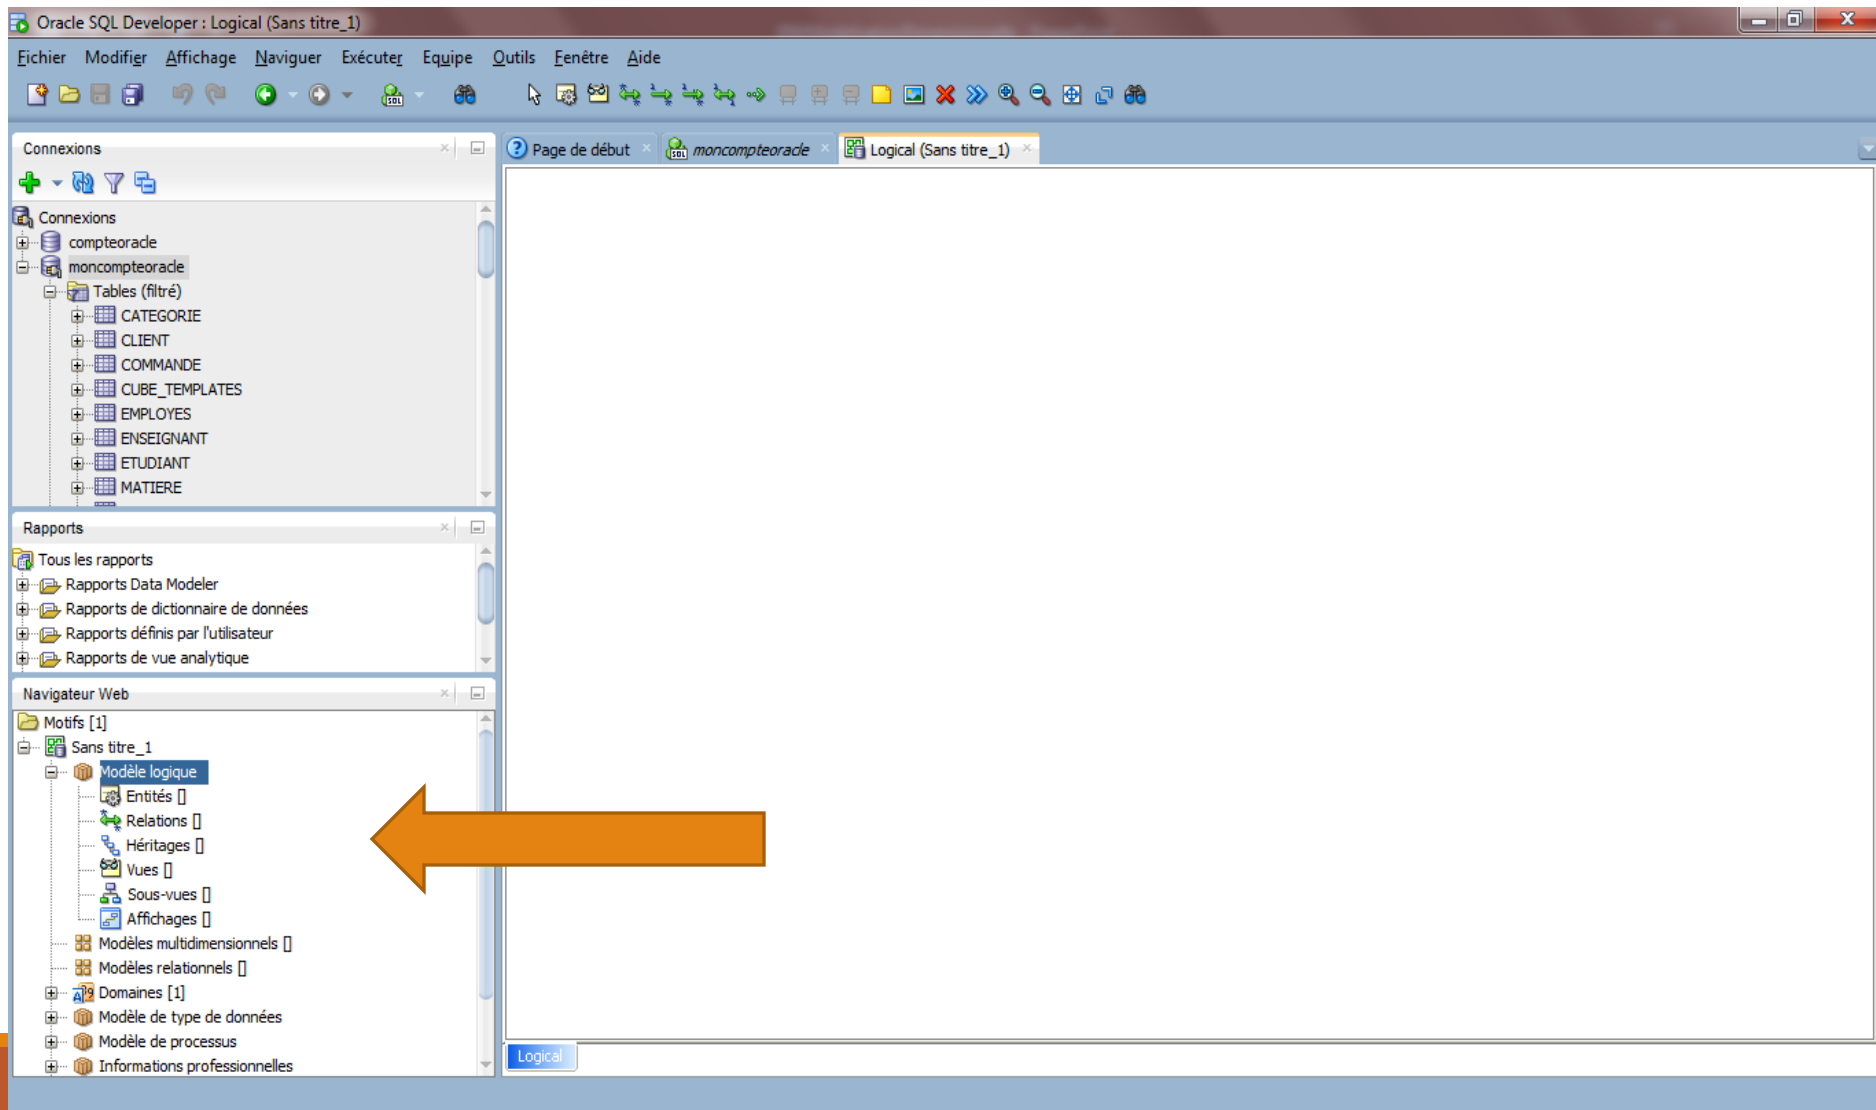 Oracle SQL Developer : Logical (Sans titre_1)
Fichier Modifier Affichage Naviguer Exécuter Equipe Outils Fenêtre Aide
Connexions
Page de début
moncompteoracle
Logical (Sans titre_1)
Connexions
compteoracle
moncompteoracle
Tables (filtré)
CATEGORIE
CLIENT
COMMANDE
CUBE_TEMPLATES
EMPLOYES
ENSEIGNANT
ETUDIANT
MATIERE
Rapports
Tous les rapports
Rapports Data Modeler
Rapports de dictionnaire de données
Rapports définis par l'utilisateur
Rapports de vue analytique
Navigateur Web
Motifs [1]
Sans titre_1
Modèle logique
Entités []
Relations []
Héritages []
Vues []
Sous-vues []
Affichages []
Modèles multidimensionnels []
Modèles relationnels []
Domaines [1]
Modèle de type de données
Modèle de processus
Informations professionnelles
Logical